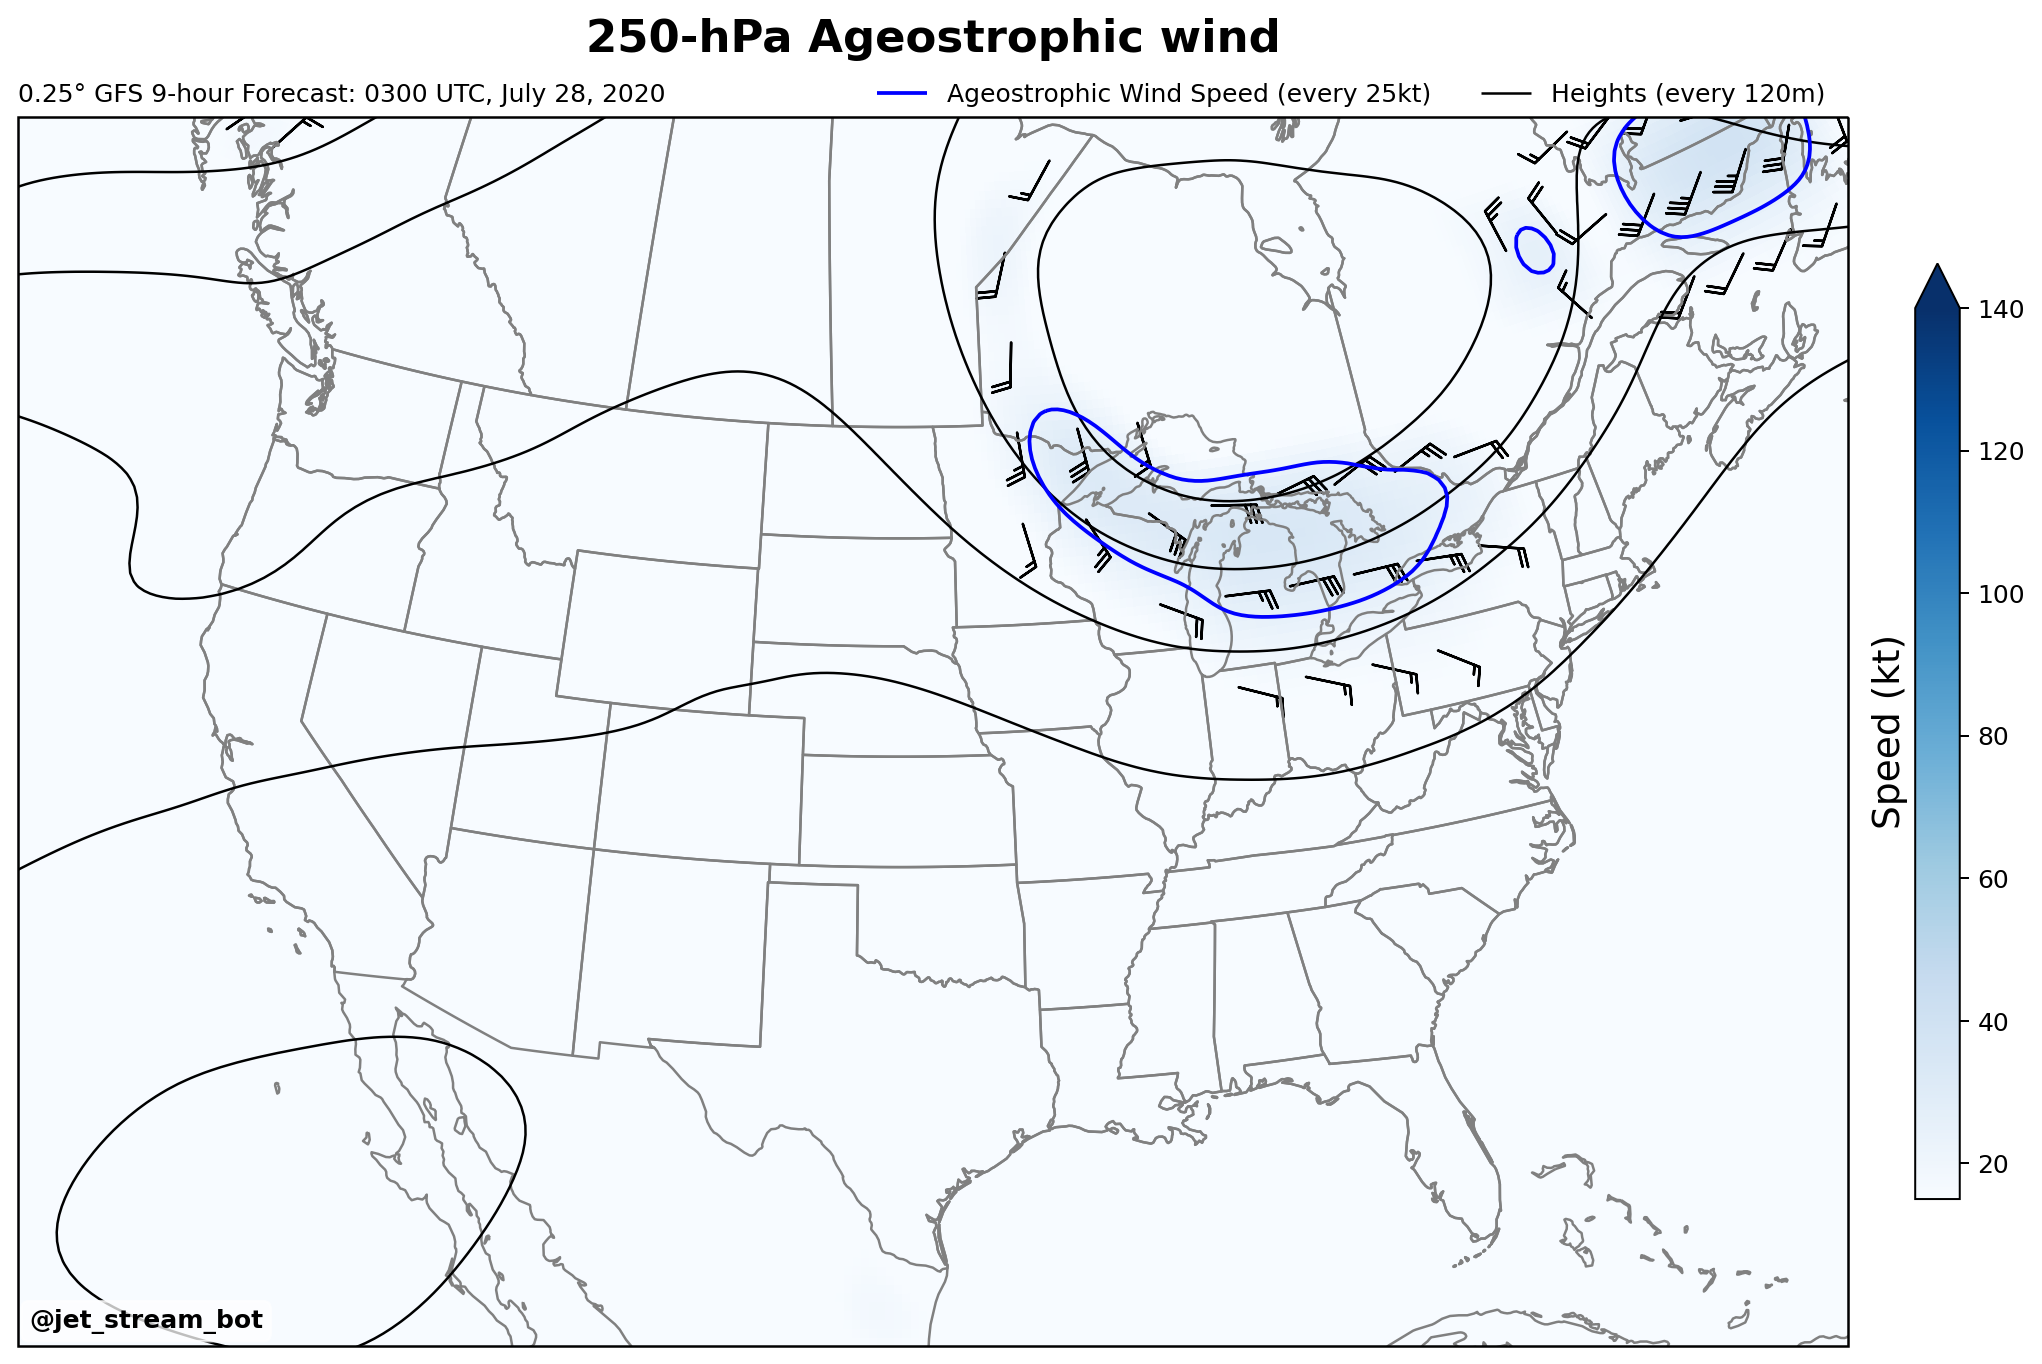 250-hPa Ageostrophic wind
0.25° GFS 9-hour Forecast: 0300 UTC, July 28, 2020
Ageostrophic Wind Speed (every 25kt)
Heights (every 120m)
140
120
100
80
60
40
20
Speed (kt)
@jet_stream_bot